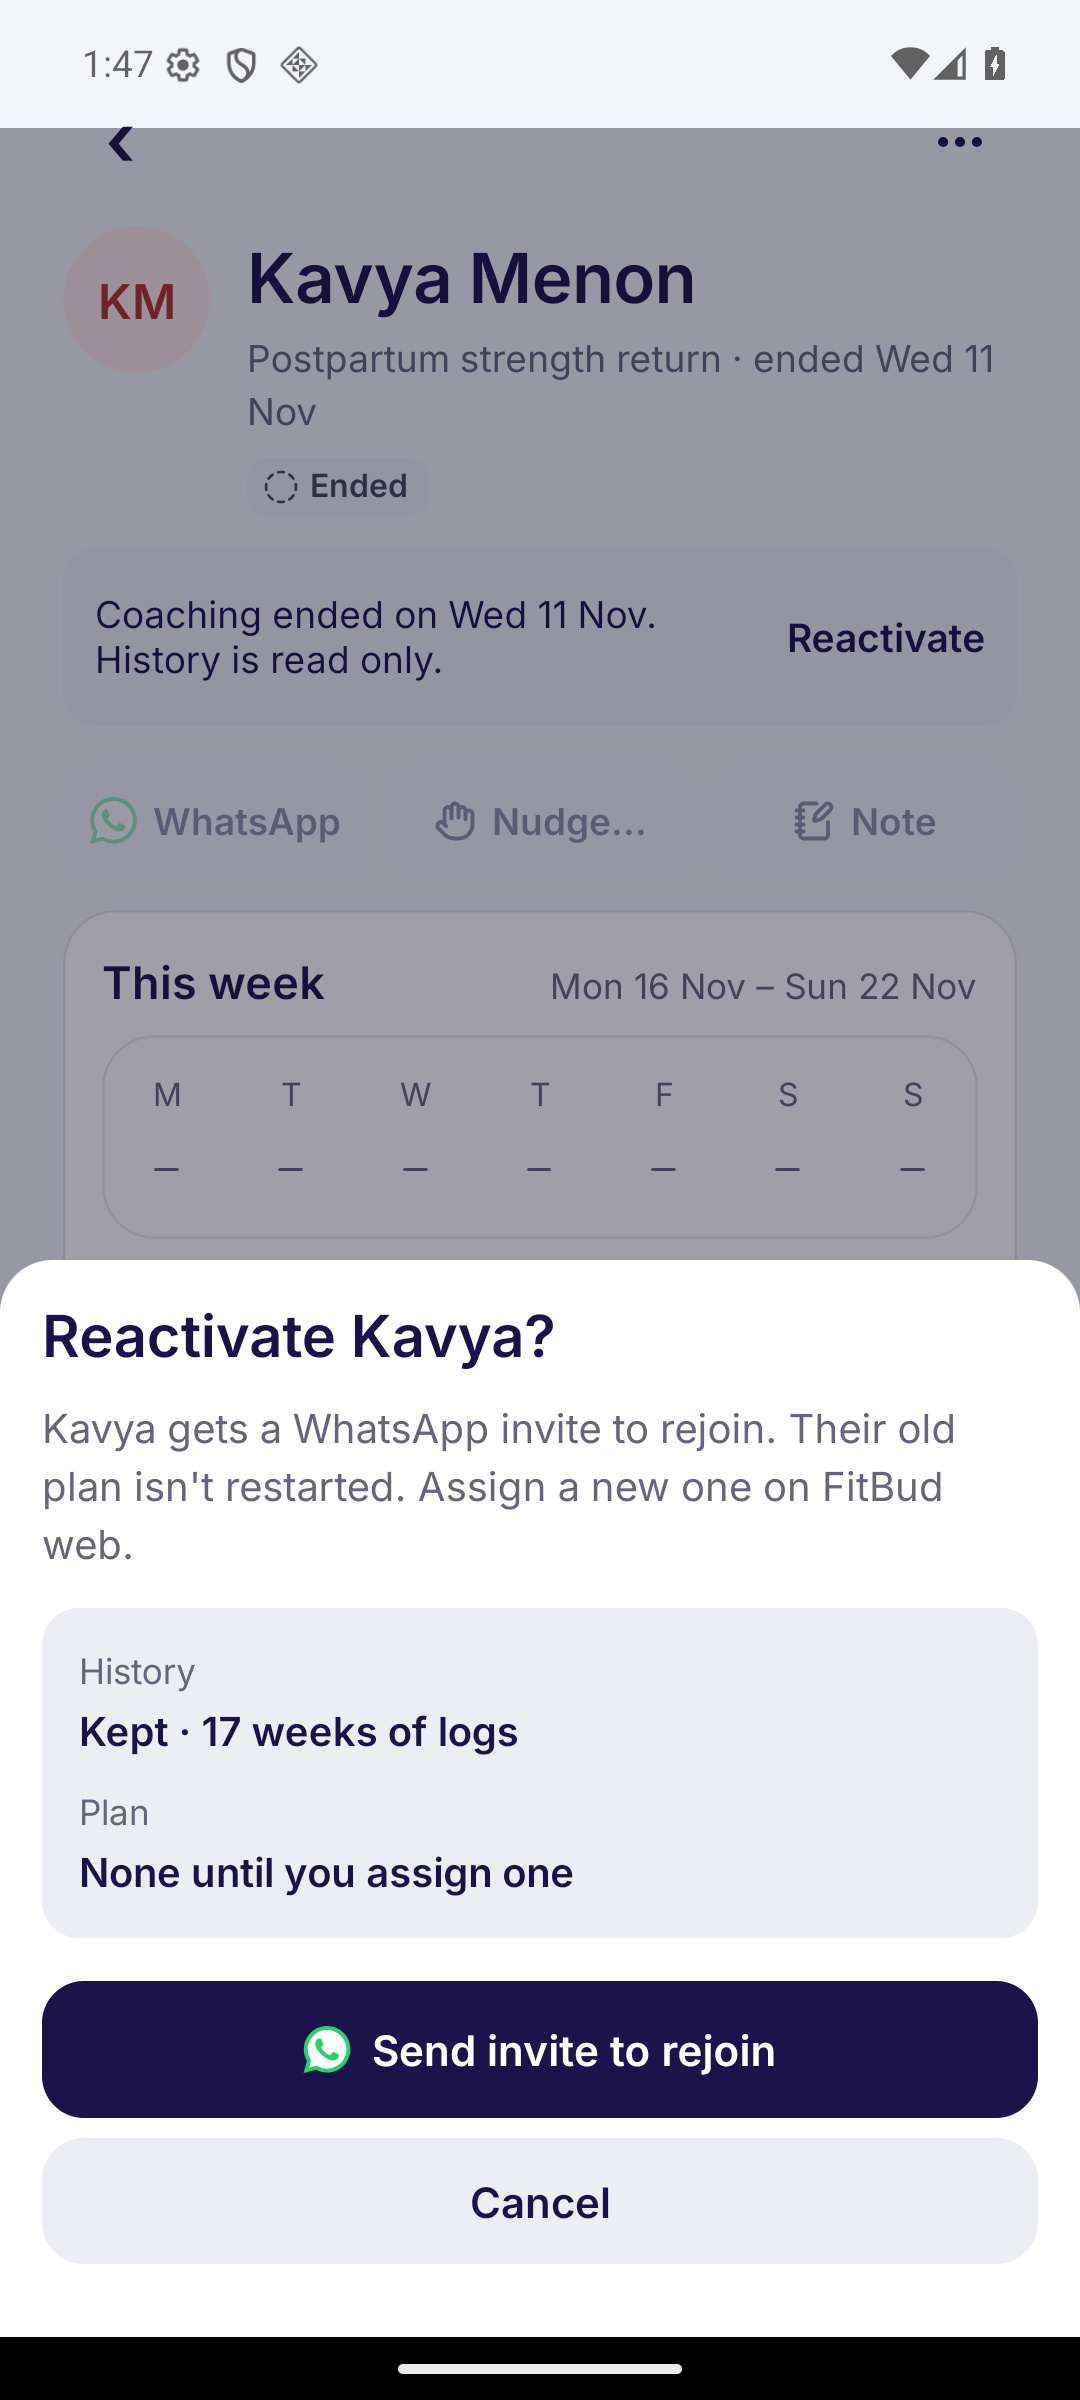 1:47
KM
Kavya Menon
Postpartum strength return · ended Wed 11
Nov
Ended
Coaching ended on Wed 11 Nov.
History is read only.
Reactivate
WhatsApp
Nudge...
Note
This week
Mon 16 Nov – Sun 22 Nov
M T W T F S S
– – – – – – –
Reactivate Kavya?
Kavya gets a WhatsApp invite to rejoin. Their old
plan isn't restarted. Assign a new one on FitBud
web.
History
Kept · 17 weeks of logs
Plan
None until you assign one
Send invite to rejoin
Cancel